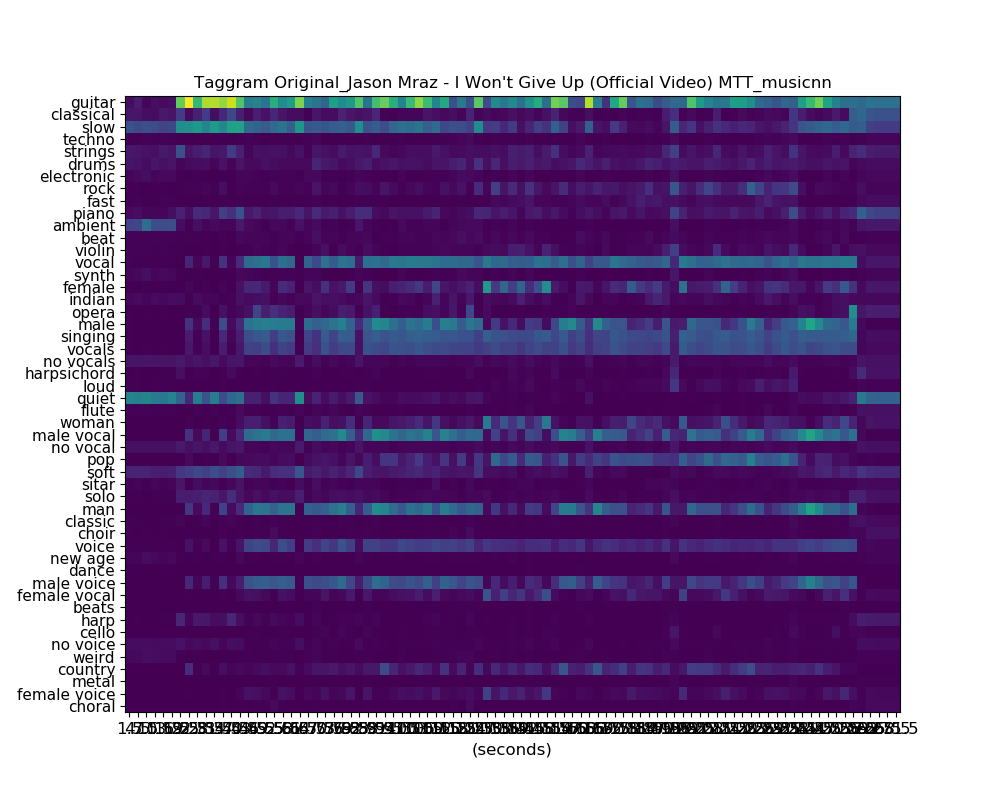 Taggram Original_Jason Mraz - I Won't Give Up (Official Video) MTT_musicnn
guitar
classical
slow
techno
strings
drums
electronic
rock
fast
piano
ambient
beat
violin
vocal
synth
female
indian
opera
male
singing
vocals
no vocals
harpsichord
loud
quiet
flute
woman
male vocal
no vocal
pop
soft
sitar
solo
man
classic
choir
voice
new age
dance
male voice
female vocal
beats
harp
cello
no voice
weird
country
metal
female voice
choral
(seconds)